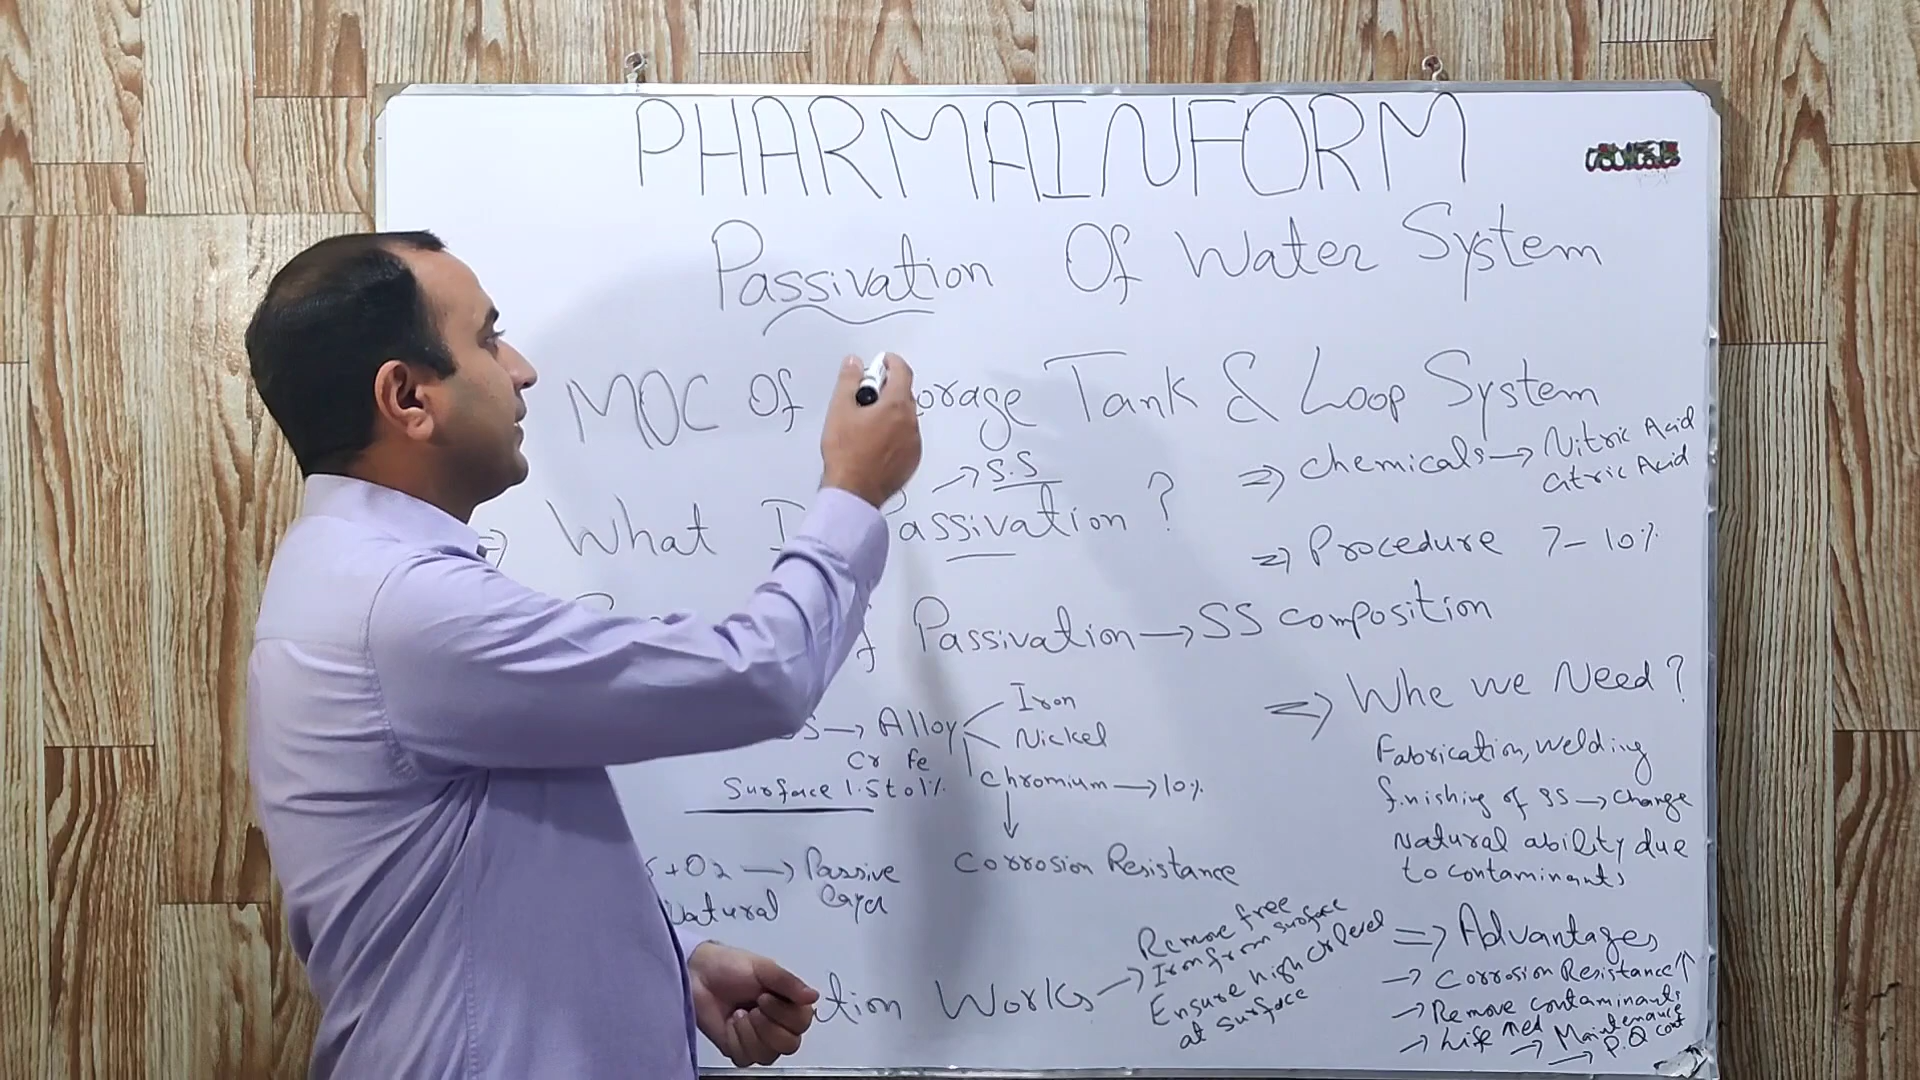 PHARMAINFORM
Passivation Of Water System
MOC Of orage Tank & Loop System
→ S.S
⇒ Chemicals → Nitric Acid
Citric Acid
⇒ What I Passivation ?
⇒ Procedure 7-10%
f Passivation → SS composition
⇒ Whe we Need ?
Fabrication, welding
finishing of SS → Change
Natural ability due
to contaminants
S → Alloy
Iron
Nickel
Chromium → 10%
Cr Fe
Surface 1.5 to 1%
Corrosion Resistance
S + O2 → Passive
Natural Layer
tion Works →
Remove free
Iron from surface
Ensure high Cr level
at surface
⇒ Advantages
→ Corrosion Resistance ↑
→ Remove contaminants
→ Life
→ Maintenance
→ P.Q cont